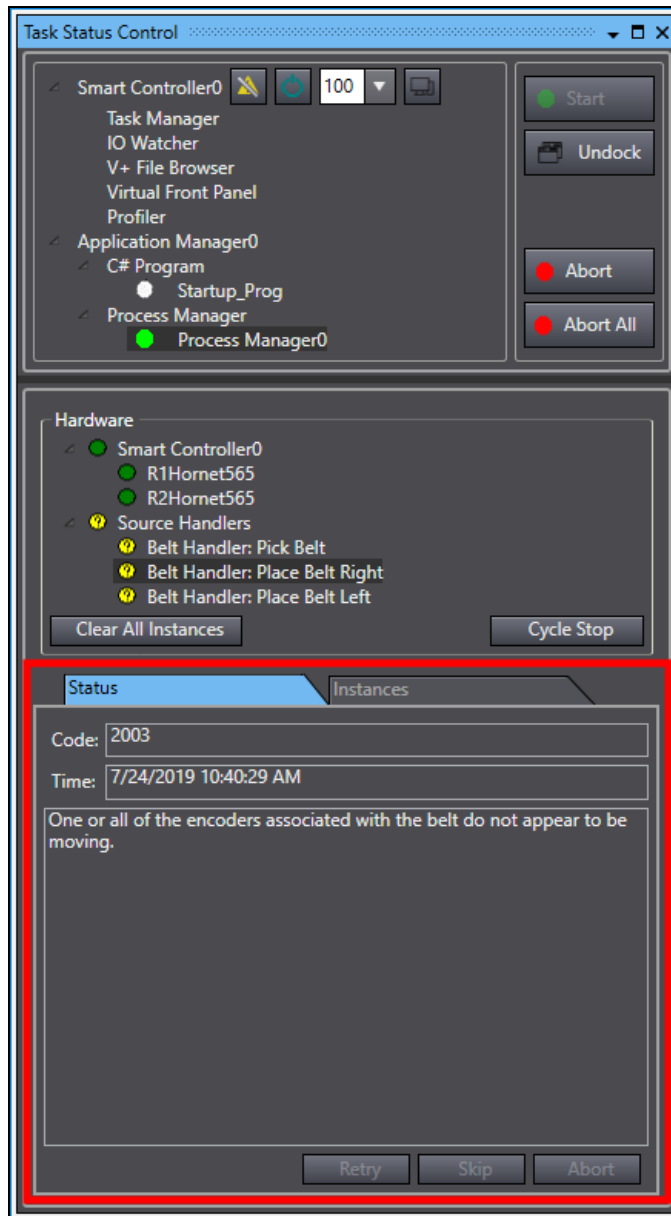 Task Status Control
Smart Controller0 100
Start
Task Manager
IO Watcher
Undock
V+ File Browser
Virtual Front Panel
Profiler
Application Manager0
C# Program
Abort
Startup_Prog
Process Manager
Abort All
Process Manager0
Hardware
Smart Controller0
R1Hornet565
R2Hornet565
Source Handlers
Belt Handler: Pick Belt
Belt Handler: Place Belt Right
Belt Handler: Place Belt Left
Clear All Instances Cycle Stop
Status Instances
Code: 2003
Time: 7/24/2019 10:40:29 AM
One or all of the encoders associated with the belt do not appear to be
moving.
Retry Skip Abort